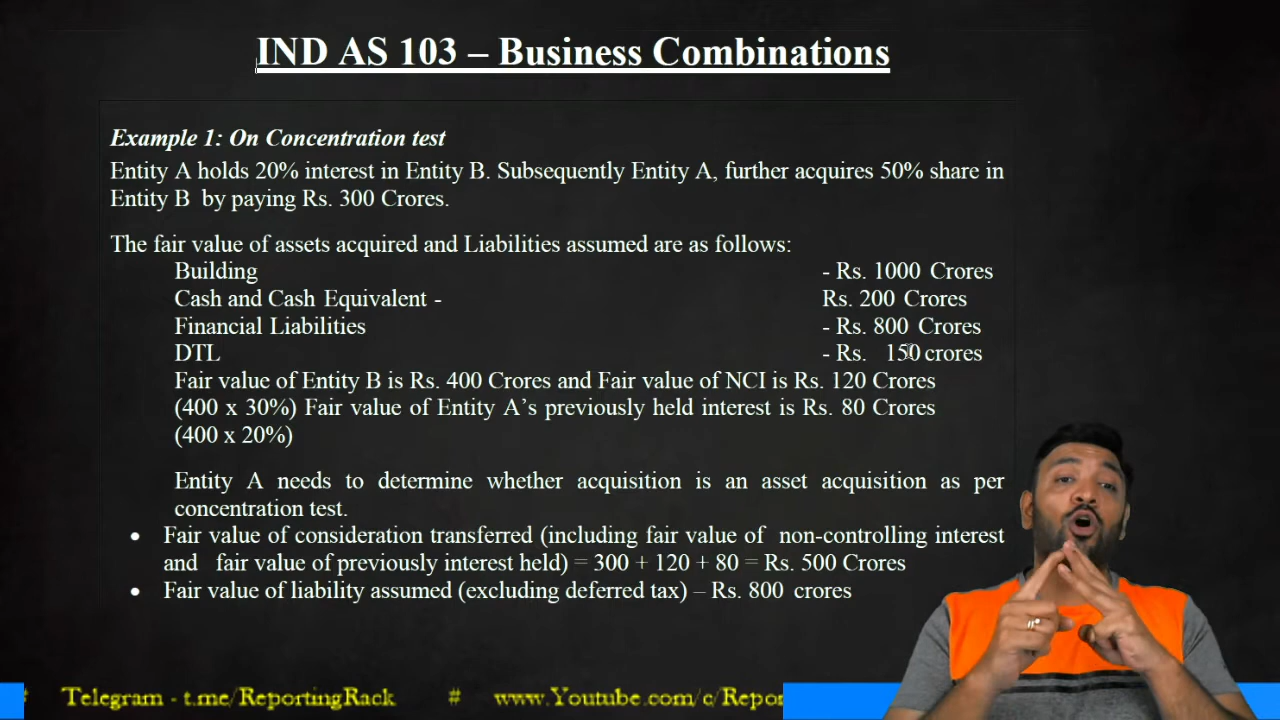 IND AS 103 – Business Combinations
Example 1: On Concentration test
Entity A holds 20% interest in Entity B. Subsequently Entity A, further acquires 50% share in
Entity B by paying Rs. 300 Crores.
The fair value of assets acquired and Liabilities assumed are as follows:
Building - Rs. 1000 Crores
Cash and Cash Equivalent - Rs. 200 Crores
Financial Liabilities - Rs. 800 Crores
DTL - Rs. 150 crores
Fair value of Entity B is Rs. 400 Crores and Fair value of NCI is Rs. 120 Crores
(400 x 30%) Fair value of Entity A’s previously held interest is Rs. 80 Crores
(400 x 20%)
Entity A needs to determine whether acquisition is an asset acquisition as per
concentration test.
• Fair value of consideration transferred (including fair value of non-controlling interest
and fair value of previously interest held) = 300 + 120 + 80 = Rs. 500 Crores
• Fair value of liability assumed (excluding deferred tax) – Rs. 800 crores
# Telegram - t.me/ReportingRack # www.Youtube.com/c/Repor